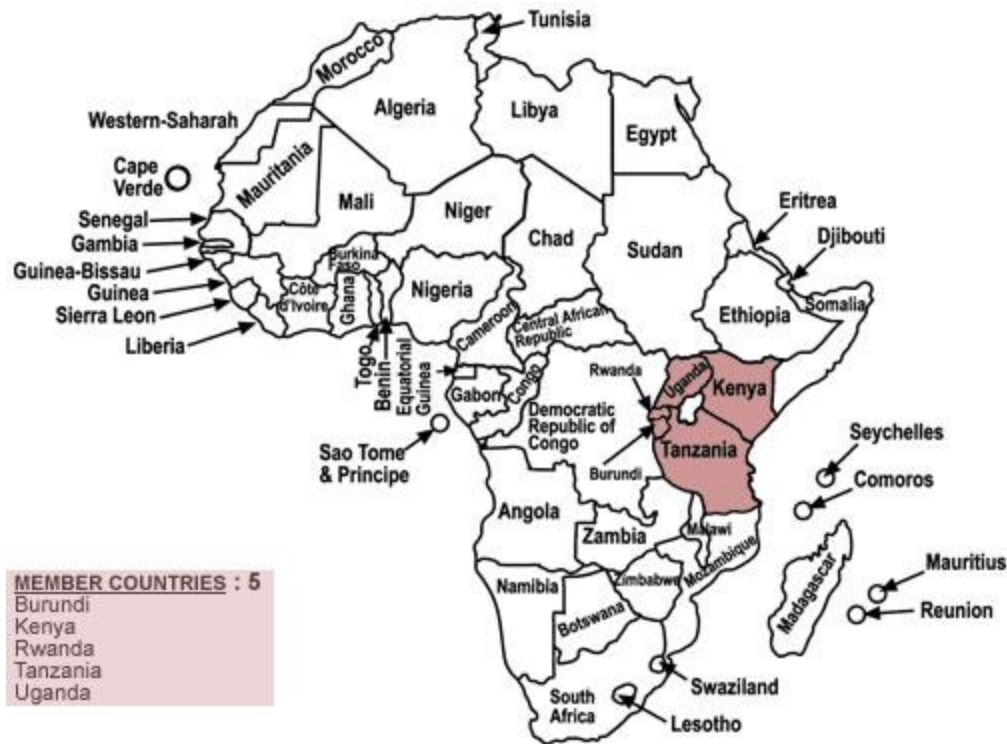 Tunisia
Morocco
Algeria
Libya
Egypt
Western-Saharah
Cape
Verde
Mauritania
Mali
Niger
Chad
Sudan
Eritrea
Djibouti
Senegal
Gambia
Guinea-Bissau
Guinea
Sierra Leon
Liberia
Burkina
Faso
Côte
d'Ivoire
Ghana
Togo
Benin
Nigeria
Cameroon
Central African
Republic
Ethiopia
Somalia
Equatorial
Guinea
Gabon
Congo
Democratic
Republic of
Congo
Rwanda
Burundi
Uganda
Kenya
Tanzania
Sao Tome
& Principe
Seychelles
Comoros
Angola
Zambia
Malawi
Mozambique
Madagascar
Mauritius
Reunion
Namibia
Zimbabwe
Botswana
Swaziland
South
Africa
Lesotho
MEMBER COUNTRIES : 5
Burundi
Kenya
Rwanda
Tanzania
Uganda